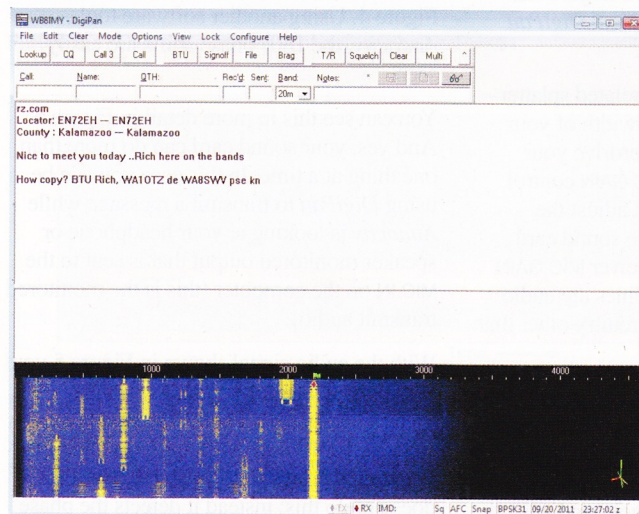 WB8IMY - DigiPan
File Edit Clear Mode Options View Lock Configure Help
Lookup CQ Call 3 Call BTU Signoff File Brag T/R Squelch Clear Multi
Call: Name: QTH: Rec'd: Sent: Band: Notes:
20m
rz.com
Locator: EN72EH -- EN72EH
County : Kalamazoo -- Kalamazoo
Nice to meet you today ..Rich here on the bands
How copy? BTU Rich, WA1OTZ de WA8SWV pse kn
1000 2000 3000 4000
TX RX IMD: Sq AFC Snap BPSK31 09/20/2011 23:27:02 z